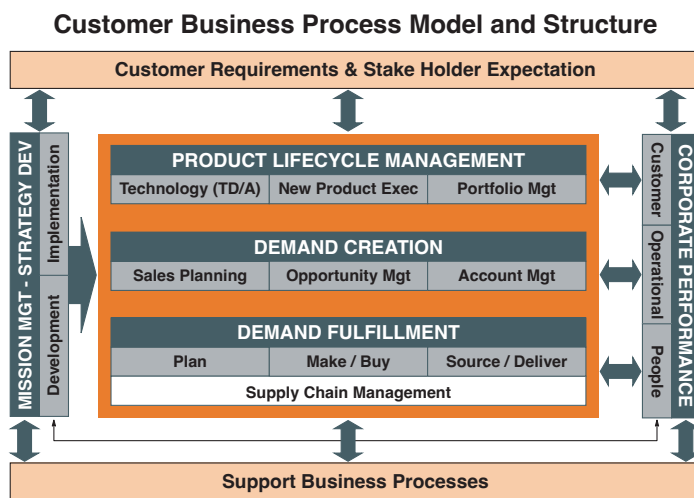 Customer Business Process Model and Structure
Customer Requirements & Stake Holder Expectation
MISSION MGT - STRATEGY DEV
Implementation
Development
PRODUCT LIFECYCLE MANAGEMENT
Technology (TD/A)
New Product Exec
Portfolio Mgt
DEMAND CREATION
Sales Planning
Opportunity Mgt
Account Mgt
DEMAND FULFILLMENT
Plan
Make / Buy
Source / Deliver
Supply Chain Management
Customer
Operational
People
CORPORATE PERFORMANCE
Support Business Processes